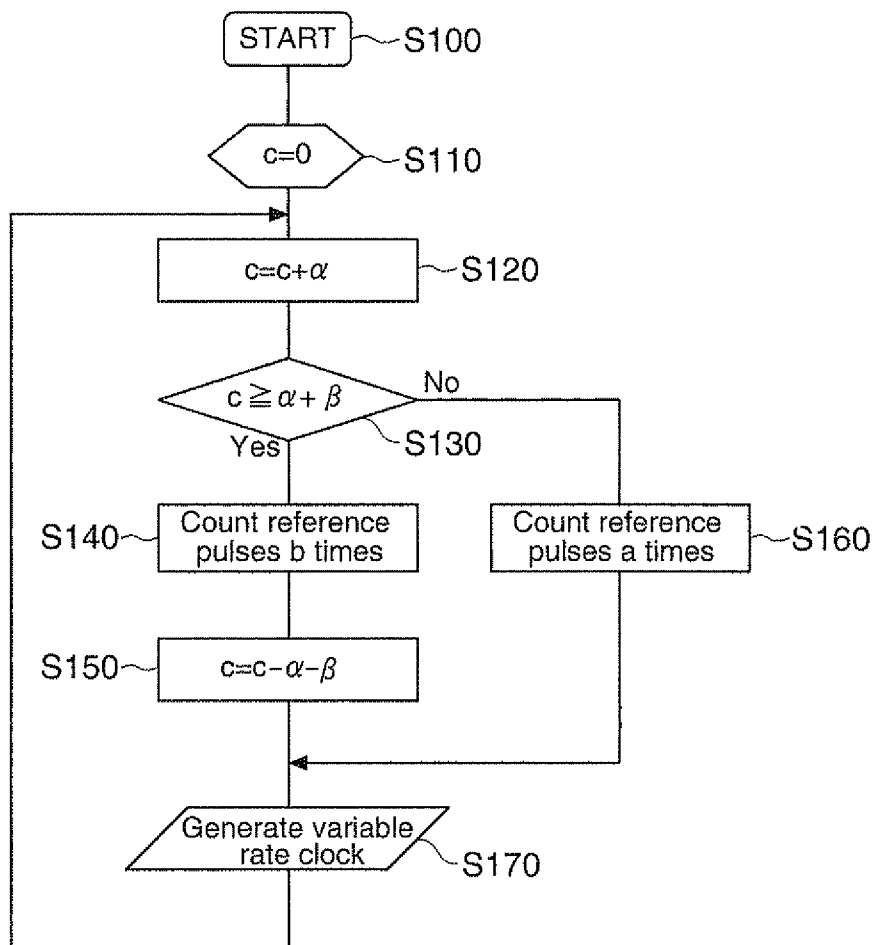 START
S100
c=0
S110
c=c+α
S120
c ≧ α + β
No
Yes
S130
S140
Count reference
pulses b times
Count reference
pulses a times
S160
S150
c=c-α-β
Generate variable
rate clock
S170